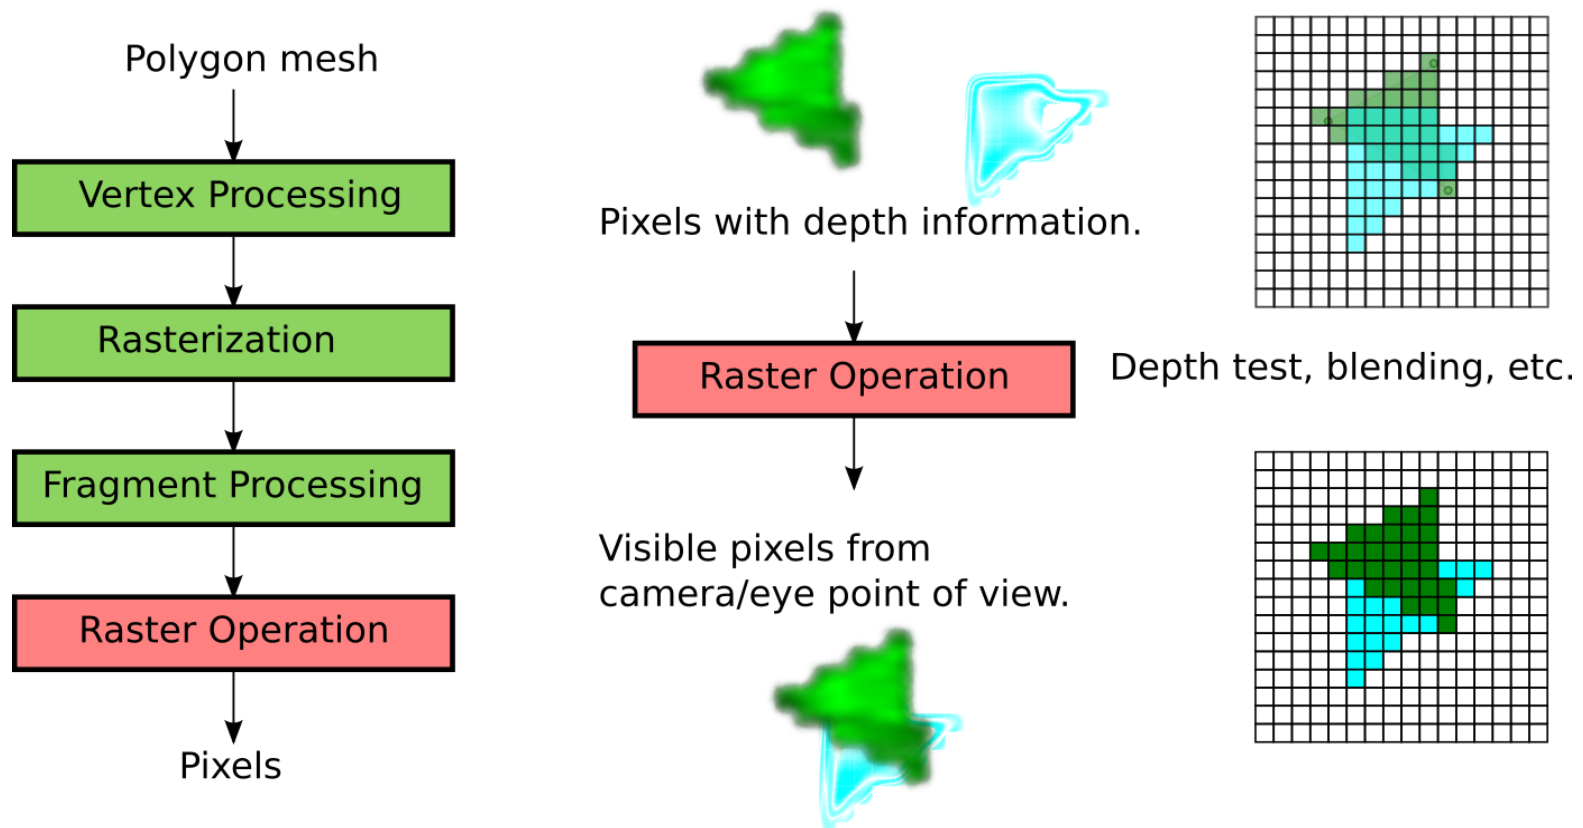 Polygon mesh
Vertex Processing
Rasterization
Fragment Processing
Raster Operation
Pixels
Pixels with depth information.
Raster Operation
Depth test, blending, etc.
Visible pixels from
camera/eye point of view.